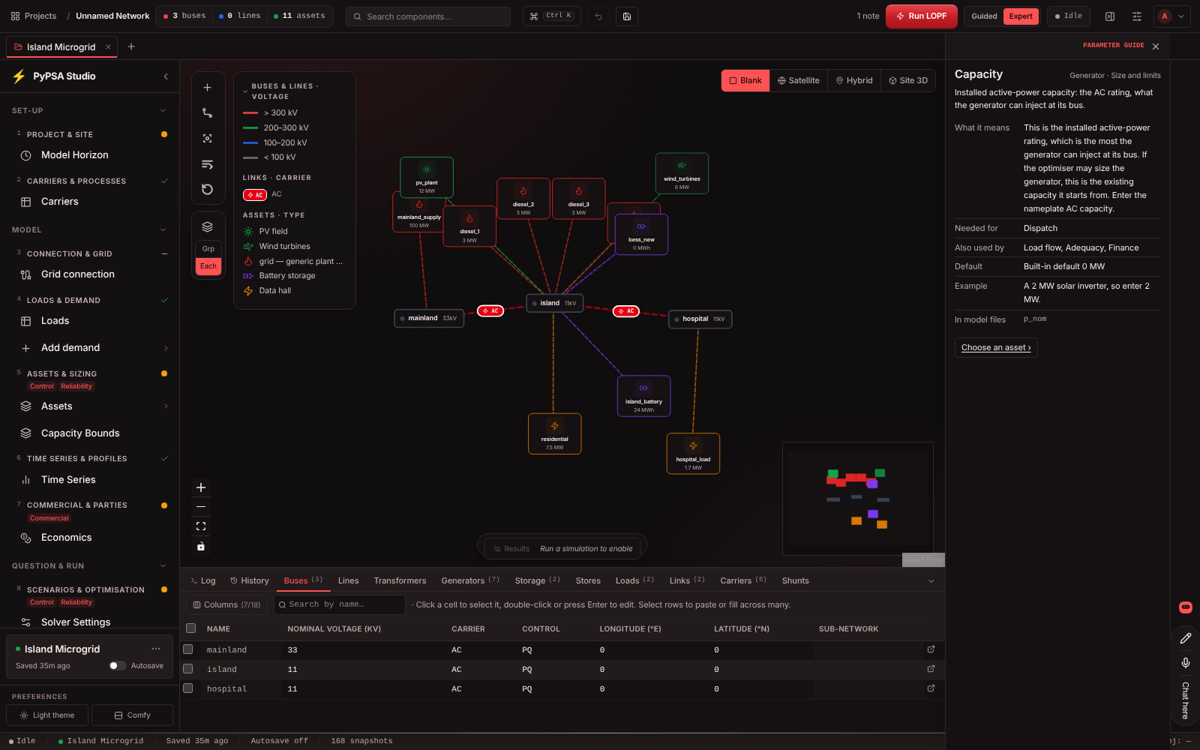 Projects / Unnamed Network
3 buses 0 lines 11 assets
Search components...
⌘ Ctrl K
1 note
Run LOPF
Guided Expert
Idle
A
Island Microgrid × +
PyPSA Studio
SET-UP
1 PROJECT & SITE
Model Horizon
2 CARRIERS & PROCESSES
Carriers
MODEL
3 CONNECTION & GRID
Grid connection
4 LOADS & DEMAND
Loads
Add demand
5 ASSETS & SIZING
Control Reliability
Assets
Capacity Bounds
6 TIME SERIES & PROFILES
Time Series
7 COMMERCIAL & PARTIES
Commercial
Economics
QUESTION & RUN
8 SCENARIOS & OPTIMISATION
Control Reliability
Solver Settings
Island Microgrid ...
Saved 35m ago Autosave
PREFERENCES
Light theme Comfy
Grp
Each
BUSES & LINES ·
VOLTAGE
> 300 kV
200–300 kV
100–200 kV
< 100 kV
LINKS · CARRIER
AC AC
ASSETS · TYPE
PV field
Wind turbines
grid — generic plant ...
Battery storage
Data hall
Blank Satellite Hybrid Site 3D
pv_plant
12 MW
wind_turbines
6 MW
mainland_supply
100 MW
diesel_1
3 MW
diesel_2
3 MW
diesel_3
3 MW
bess_new
0 MWh
mainland 33kV
AC
island 11kV
AC
hospital 11kV
island_battery
24 MWh
residential
7.5 MW
hospital_load
1.7 MW
Results Run a simulation to enable
PARAMETER GUIDE
Capacity
Generator · Size and limits
Installed active-power capacity: the AC rating, what
the generator can inject at its bus.
What it means This is the installed active-power
rating, which is the most the
generator can inject at its bus. If
the optimiser may size the
generator, this is the existing
capacity it starts from. Enter the
nameplate AC capacity.
Needed for Dispatch
Also used by Load flow, Adequacy, Finance
Default Built-in default 0 MW
Example A 2 MW solar inverter, so enter 2
MW.
In model files p_nom
Choose an asset ›
Log History Buses (3) Lines Transformers Generators (7) Storage (2) Stores Loads (2) Links (2) Carriers (6) Shunts
Columns (7/18) Search by name… · Click a cell to select it, double-click or press Enter to edit. Select rows to paste or fill across many.
NAME NOMINAL VOLTAGE (KV) CARRIER CONTROL LONGITUDE (°E) LATITUDE (°N) SUB-NETWORK
mainland 33 AC PQ 0 0
island 11 AC PQ 0 0
hospital 11 AC PQ 0 0
Chat here
Idle Island Microgrid Saved 35m ago Autosave off 168 snapshots